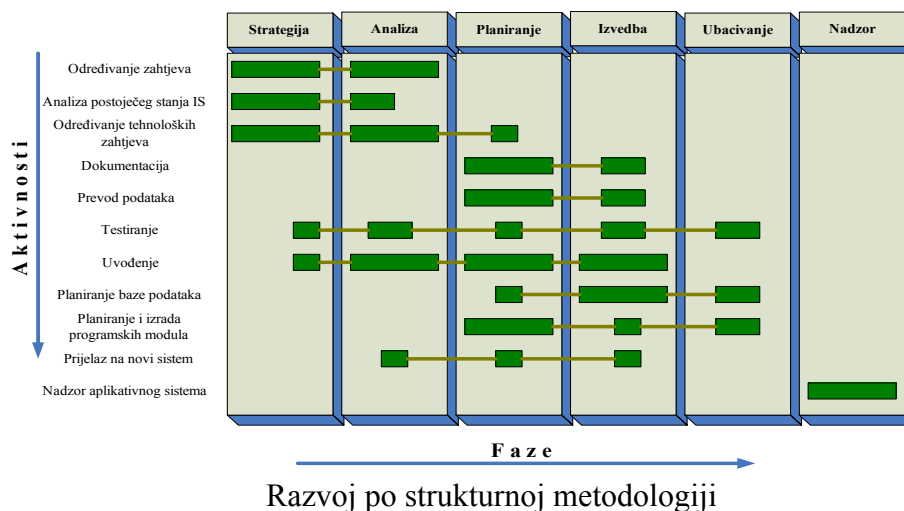 Strategija
Analiza
Planiranje
Izvedba
Ubacivanje
Nadzor
Aktivnosti
Određivanje zahtjeva
Analiza postoječeg stanja IS
Određivanje tehnoloških
zahtjeva
Dokumentacija
Prevod podataka
Testiranje
Uvođenje
Planiranje baze podataka
Planiranje i izrada
programskih modula
Prijelaz na novi sistem
Nadzor aplikativnog sistema
Faze
Razvoj po strukturnoj metodologiji